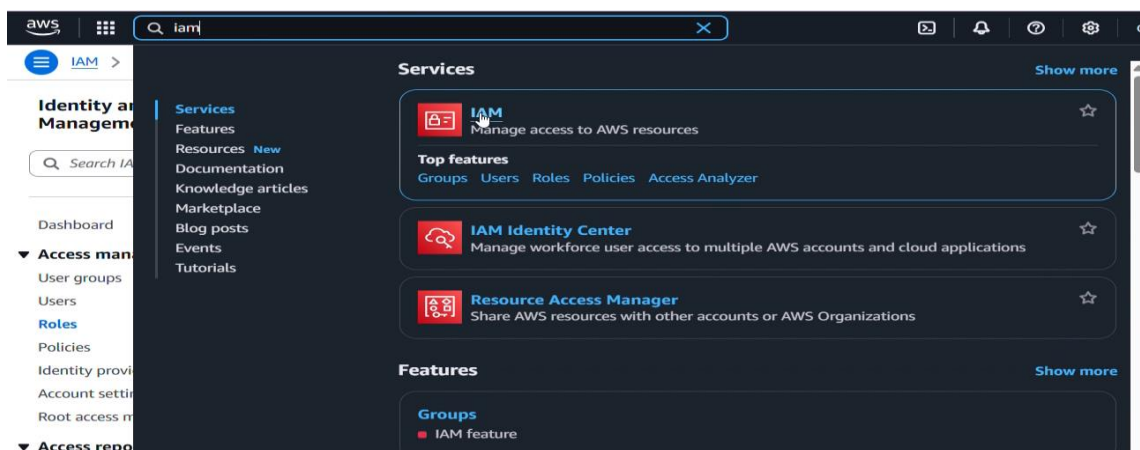 aws
iam
IAM >
Identity an
Managem
Search IA
Dashboard
Access mana
User groups
Users
Roles
Policies
Identity provi
Account settin
Root access m
Access repo
Services
Features
Resources New
Documentation
Knowledge articles
Marketplace
Blog posts
Events
Tutorials
Services
Show more
IAM
Manage access to AWS resources
Top features
Groups Users Roles Policies Access Analyzer
IAM Identity Center
Manage workforce user access to multiple AWS accounts and cloud applications
Resource Access Manager
Share AWS resources with other accounts or AWS Organizations
Features
Show more
Groups
IAM feature